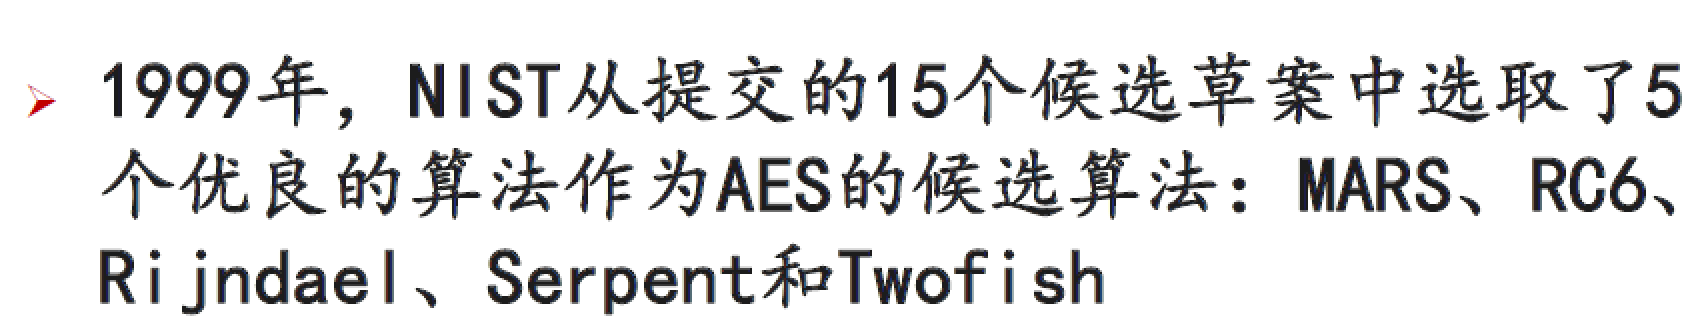 1999年，NIST从提交的15个候选草案中选取了5
个优良的算法作为AES的候选算法：MARS、RC6、
Rijndael、Serpent和Twofish